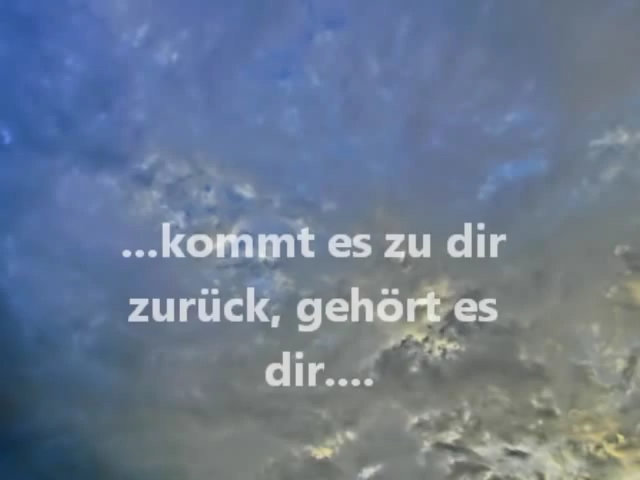 ...kommt es zu dir
zurück, gehört es
dir....